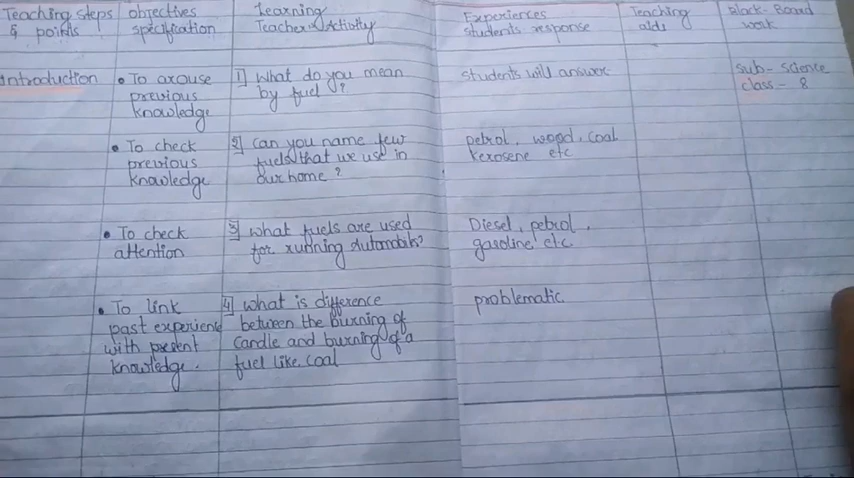 Teaching steps & points
objectives specification
Learning Teacher's Activity
Experiences students response
Teaching aids
Black-Board work
Introduction
• To arouse previous knowledge
1] What do you mean by fuel?
students will answer
Sub- Science
class - 8
• To check previous knowledge
2] Can you name few fuels that we use in our home?
petrol, wood, coal
kerosene etc
• To check attention
3] what fuels are used for running Automobile?
Diesel, petrol,
gasoline etc
• To link past experience with present knowledge.
4] what is difference between the burning of Candle and burning of a fuel like coal
problematic